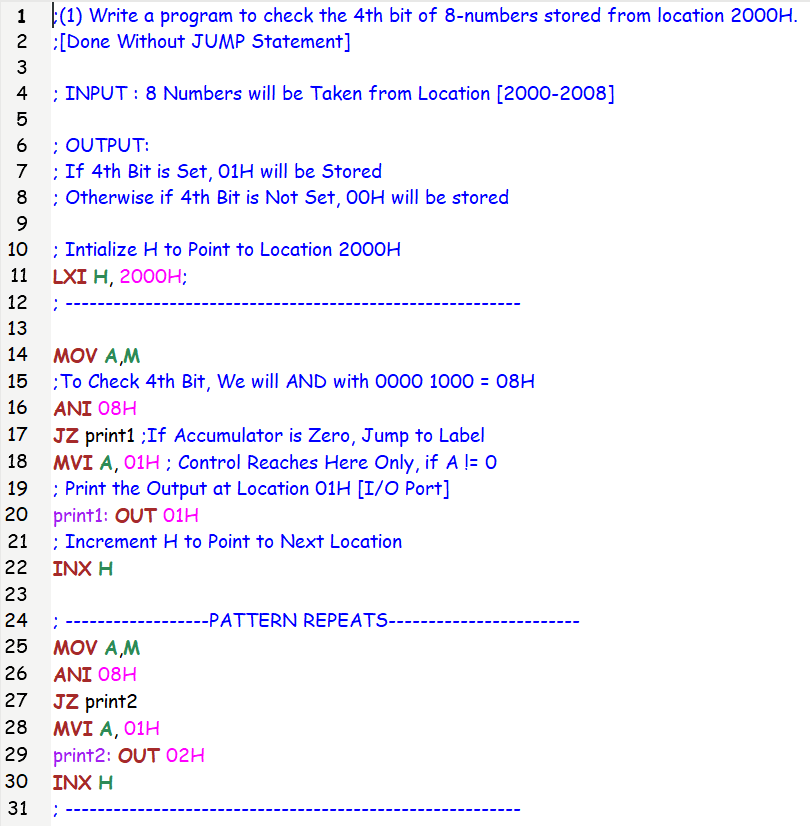 1 ;(1) Write a program to check the 4th bit of 8-numbers stored from location 2000H.
2 ;[Done Without JUMP Statement]
3
4 ; INPUT : 8 Numbers will be Taken from Location [2000-2008]
5
6 ; OUTPUT:
7 ; If 4th Bit is Set, 01H will be Stored
8 ; Otherwise if 4th Bit is Not Set, 00H will be stored
9
10 ; Intialize H to Point to Location 2000H
11 LXI H, 2000H;
12 ; ---------------------------------------------------------
13
14 MOV A,M
15 ;To Check 4th Bit, We will AND with 0000 1000 = 08H
16 ANI 08H
17 JZ print1 ;If Accumulator is Zero, Jump to Label
18 MVI A, 01H ; Control Reaches Here Only, if A != 0
19 ; Print the Output at Location 01H [I/O Port]
20 print1: OUT 01H
21 ; Increment H to Point to Next Location
22 INX H
23
24 ; ------------------PATTERN REPEATS------------------------
25 MOV A,M
26 ANI 08H
27 JZ print2
28 MVI A, 01H
29 print2: OUT 02H
30 INX H
31 ; ---------------------------------------------------------